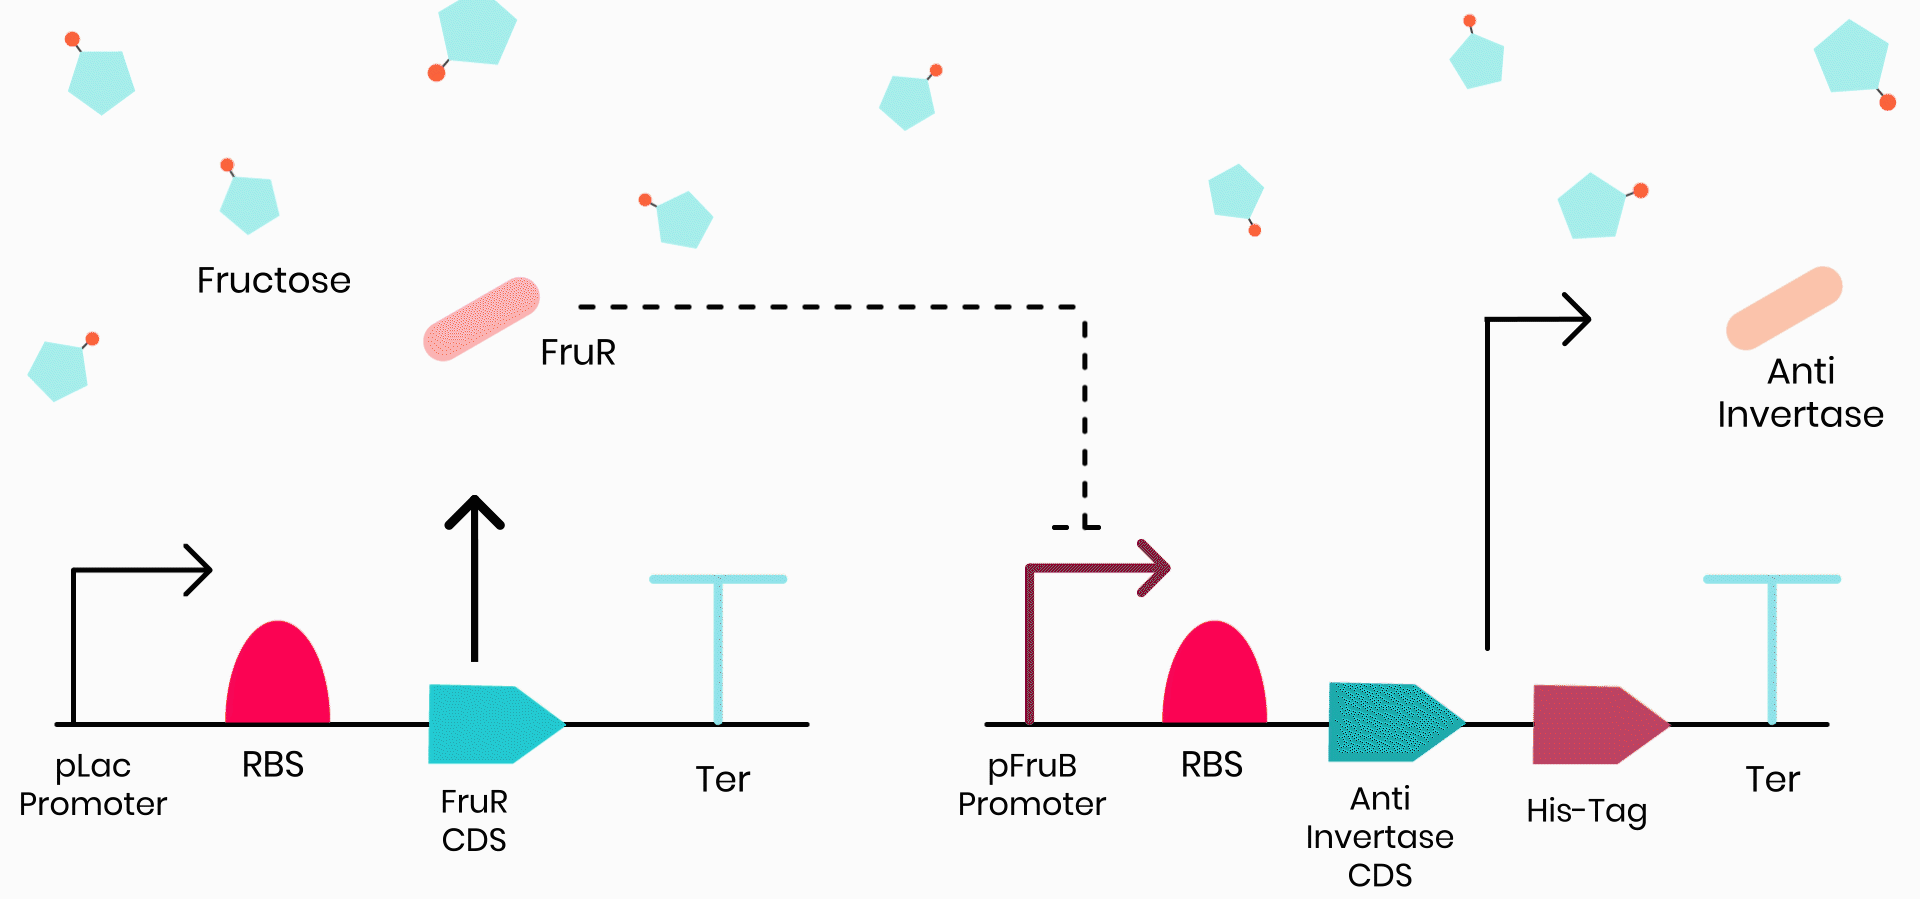 Fructose
FruR
Anti
Invertase
pLac
Promoter
RBS
FruR
CDS
Ter
pFruB
Promoter
RBS
Anti
Invertase
CDS
His-Tag
Ter